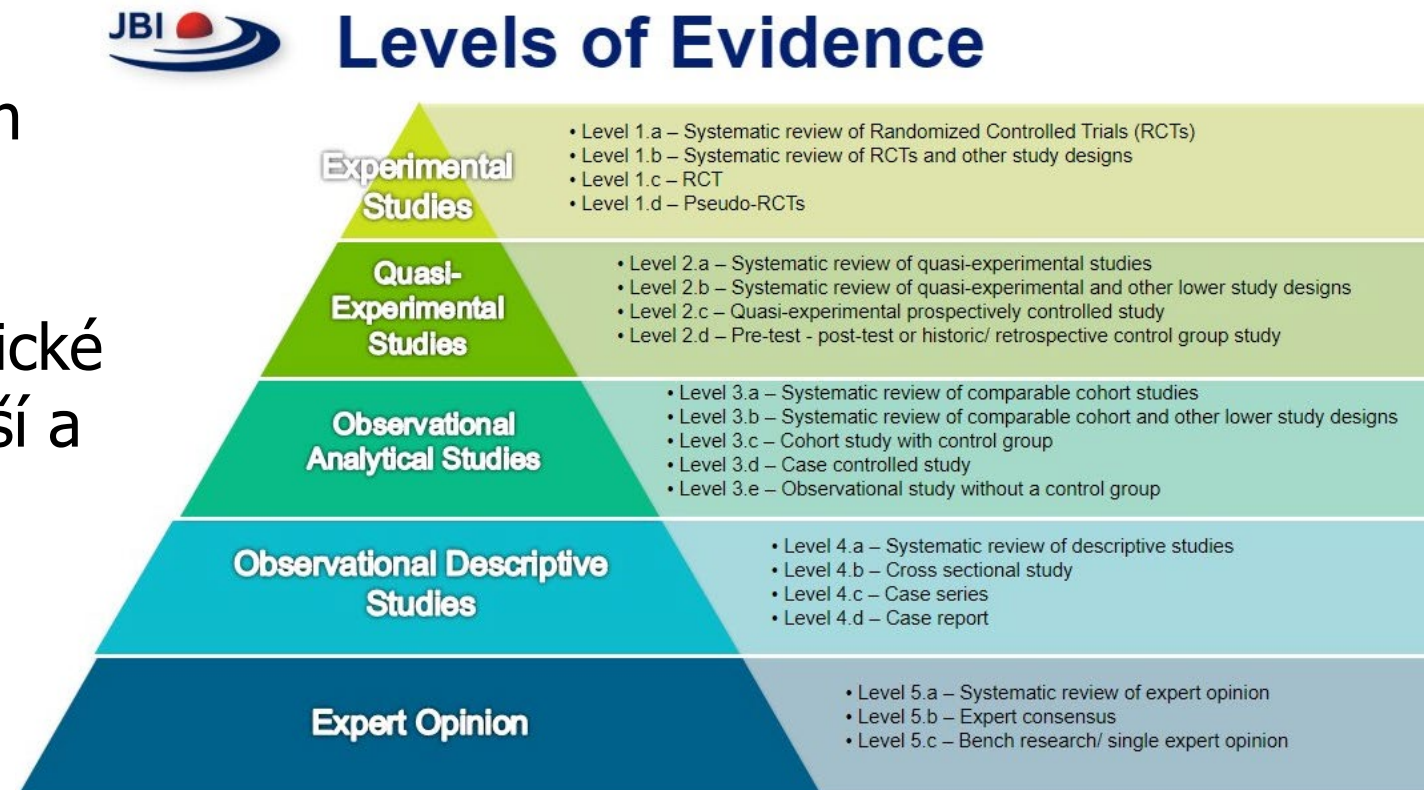 JBI
Levels of Evidence
ické
ší a
Experimental
Studies
• Level 1.a – Systematic review of Randomized Controlled Trials (RCTs)
• Level 1.b – Systematic review of RCTs and other study designs
• Level 1.c – RCT
• Level 1.d – Pseudo-RCTs
Quasi-
Experimental
Studies
• Level 2.a – Systematic review of quasi-experimental studies
• Level 2.b – Systematic review of quasi-experimental and other lower study designs
• Level 2.c – Quasi-experimental prospectively controlled study
• Level 2.d – Pre-test - post-test or historic/ retrospective control group study
Observational
Analytical Studies
• Level 3.a – Systematic review of comparable cohort studies
• Level 3.b – Systematic review of comparable cohort and other lower study designs
• Level 3.c – Cohort study with control group
• Level 3.d – Case controlled study
• Level 3.e – Observational study without a control group
Observational Descriptive
Studies
• Level 4.a – Systematic review of descriptive studies
• Level 4.b – Cross sectional study
• Level 4.c – Case series
• Level 4.d – Case report
Expert Opinion
• Level 5.a – Systematic review of expert opinion
• Level 5.b – Expert consensus
• Level 5.c – Bench research/ single expert opinion